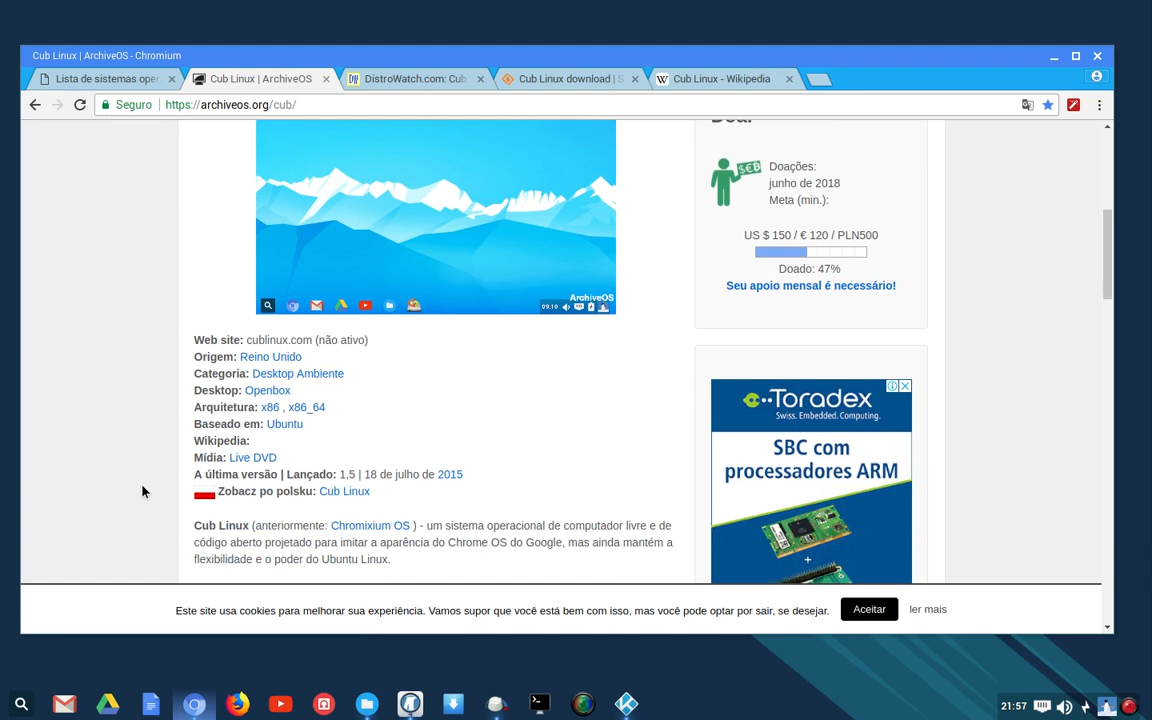 Cub Linux | ArchiveOS - Chromium
Lista de sistemas oper
Cub Linux | ArchiveOS
DistroWatch.com: Cub
Cub Linux download | S
Cub Linux - Wikipedia
Seguro
https://archiveos.org/cub/
Doar
Doações:
junho de 2018
Meta (min.):
US $ 150 / € 120 / PLN500
Doado: 47%
Seu apoio mensal é necessário!
ArchiveOS
09.10
Web site: cublinux.com (não ativo)
Origem: Reino Unido
Categoria: Desktop Ambiente
Desktop: Openbox
Arquitetura: x86 , x86_64
Baseado em: Ubuntu
Wikipedia:
Mídia: Live DVD
A última versão | Lançado: 1,5 | 18 de julho de 2015
Zobacz po polsku: Cub Linux
Cub Linux (anteriormente: Chromixium OS ) - um sistema operacional de computador livre e de
código aberto projetado para imitar a aparência do Chrome OS do Google, mas ainda mantém a
flexibilidade e o poder do Ubuntu Linux.
Toradex
Swiss. Embedded. Computing.
SBC com
processadores ARM
+
Este site usa cookies para melhorar sua experiência. Vamos supor que você está bem com isso, mas você pode optar por sair, se desejar.
Aceitar
ler mais
21:57